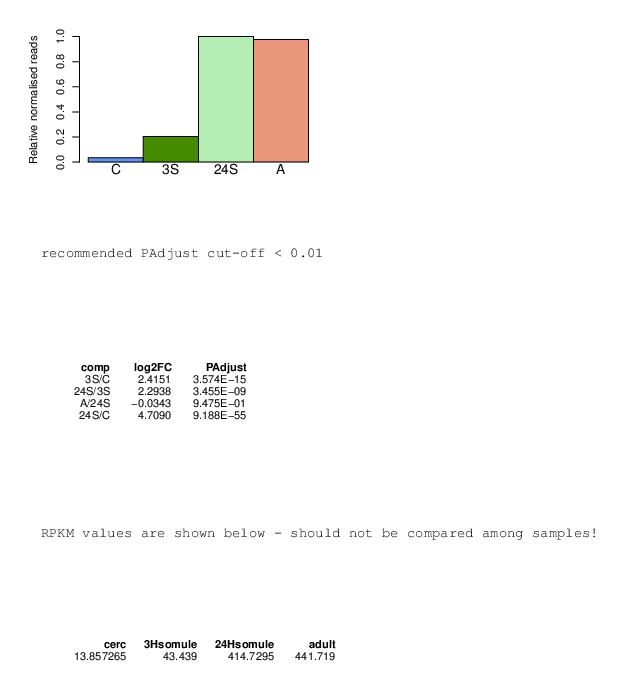 Relative normalised reads
1.0
0.8
0.6
0.4
0.2
0.0
C 3S 24S A
recommended PAdjust cut-off < 0.01
comp log2FC PAdjust
3S/C 2.4151 3.574E−15
24S/3S 2.2938 3.455E−09
A/24S −0.0343 9.475E−01
24S/C 4.7090 9.188E−55
RPKM values are shown below - should not be compared among samples!
cerc 3Hsomule 24Hsomule adult
13.857265 43.439 414.7295 441.719